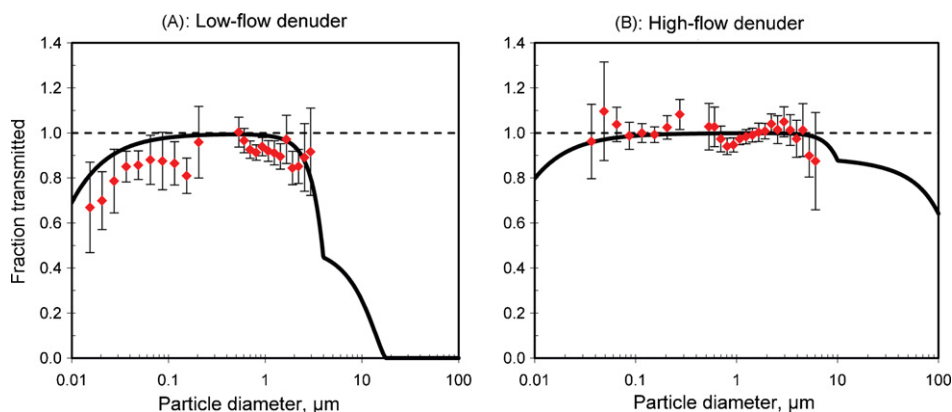 (A): Low-flow denuder
(B): High-flow denuder
Fraction transmitted
1.4
1.2
1.0
0.8
0.6
0.4
0.2
0.0
0.01 0.1 1 10 100
Particle diameter, µm
1.4
1.2
1.0
0.8
0.6
0.4
0.2
0.0
0.01 0.1 1 10 100
Particle diameter, µm